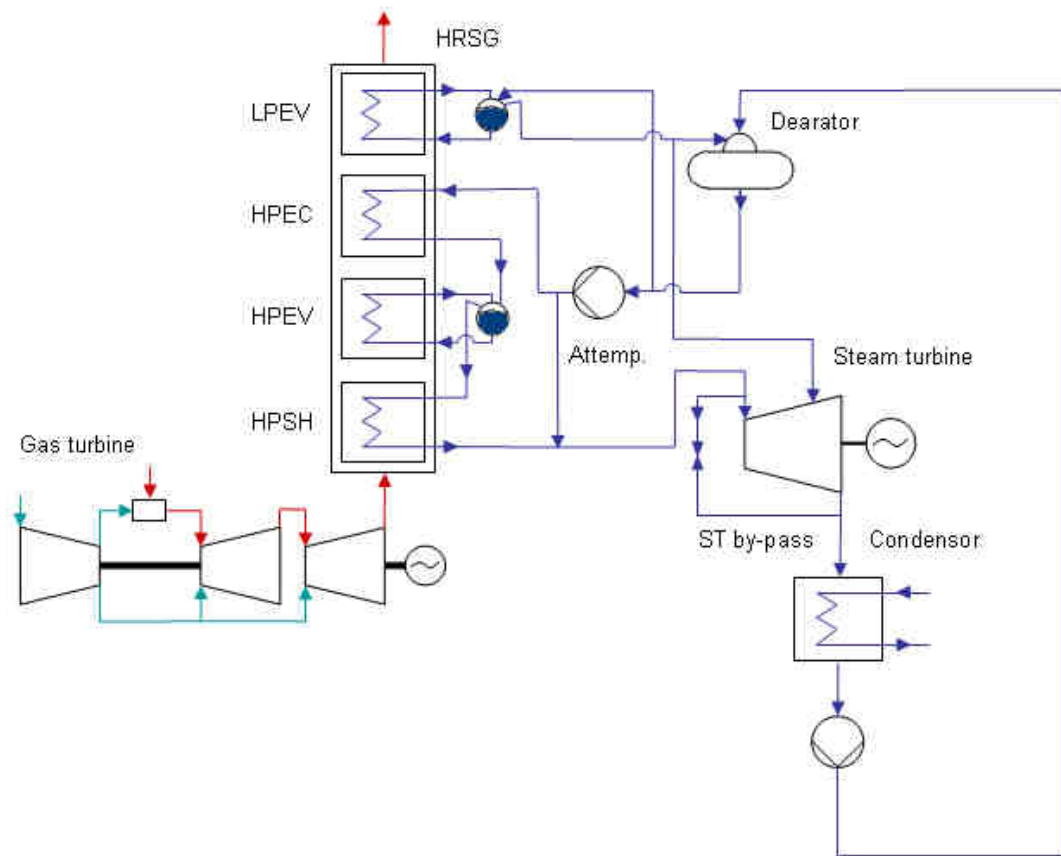 HRSG
LPEV
Dearator
HPEC
HPEV
Attemp.
Steam turbine
HPSH
Gas turbine
ST by-pass
Condensor